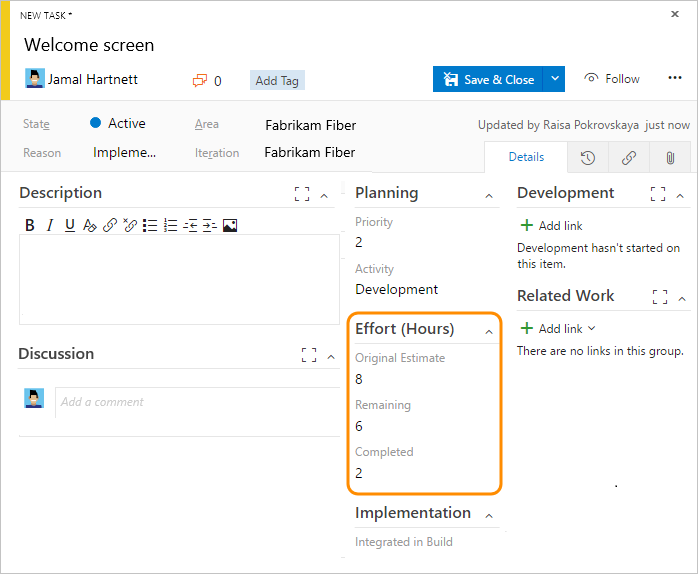 NEW TASK *
Welcome screen
Jamal Hartnett
0
Add Tag
Save & Close
Follow
State
Active
Area
Fabrikam Fiber
Updated by Raisa Pokrovskaya just now
Reason
Impleme...
Iteration
Fabrikam Fiber
Details
Description
B I U
Discussion
Add a comment
Planning
Priority
2
Activity
Development
Effort (Hours)
Original Estimate
8
Remaining
6
Completed
2
Implementation
Integrated in Build
Development
Add link
Development hasn't started on
this item.
Related Work
Add link
There are no links in this group.